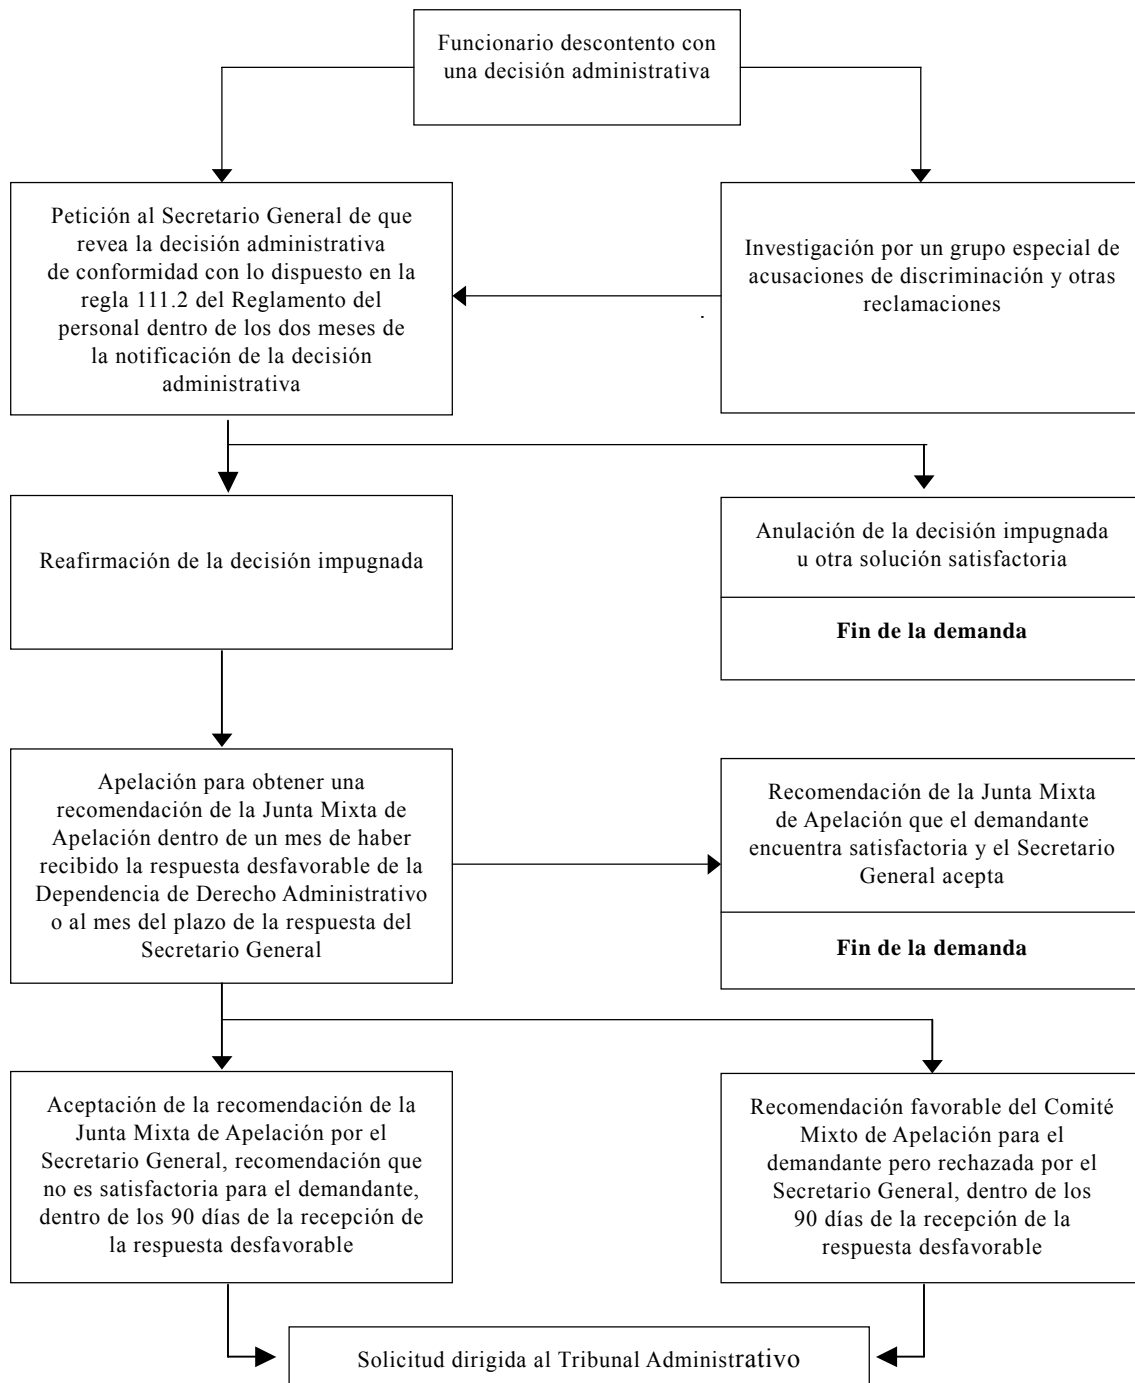 Funcionario descontento con
una decisión administrativa
Petición al Secretario General de que
revea la decisión administrativa
de conformidad con lo dispuesto en la
regla 111.2 del Reglamento del
personal dentro de los dos meses de
la notificación de la decisión
administrativa
Investigación por un grupo especial de
acusaciones de discriminación y otras
reclamaciones
.
Reafirmación de la decisión impugnada
Anulación de la decisión impugnada
u otra solución satisfactoria
Fin de la demanda
Apelación para obtener una
recomendación de la Junta Mixta de
Apelación dentro de un mes de haber
recibido la respuesta desfavorable de la
Dependencia de Derecho Administrativo
o al mes del plazo de la respuesta del
Secretario General
Recomendación de la Junta Mixta
de Apelación que el demandante
encuentra satisfactoria y el Secretario
General acepta
Fin de la demanda
Aceptación de la recomendación de la
Junta Mixta de Apelación por el
Secretario General, recomendación que
no es satisfactoria para el demandante,
dentro de los 90 días de la recepción de
la respuesta desfavorable
Recomendación favorable del Comité
Mixto de Apelación para el
demandante pero rechazada por el
Secretario General, dentro de los
90 días de la recepción de la
respuesta desfavorable
Solicitud dirigida al Tribunal Administrativo